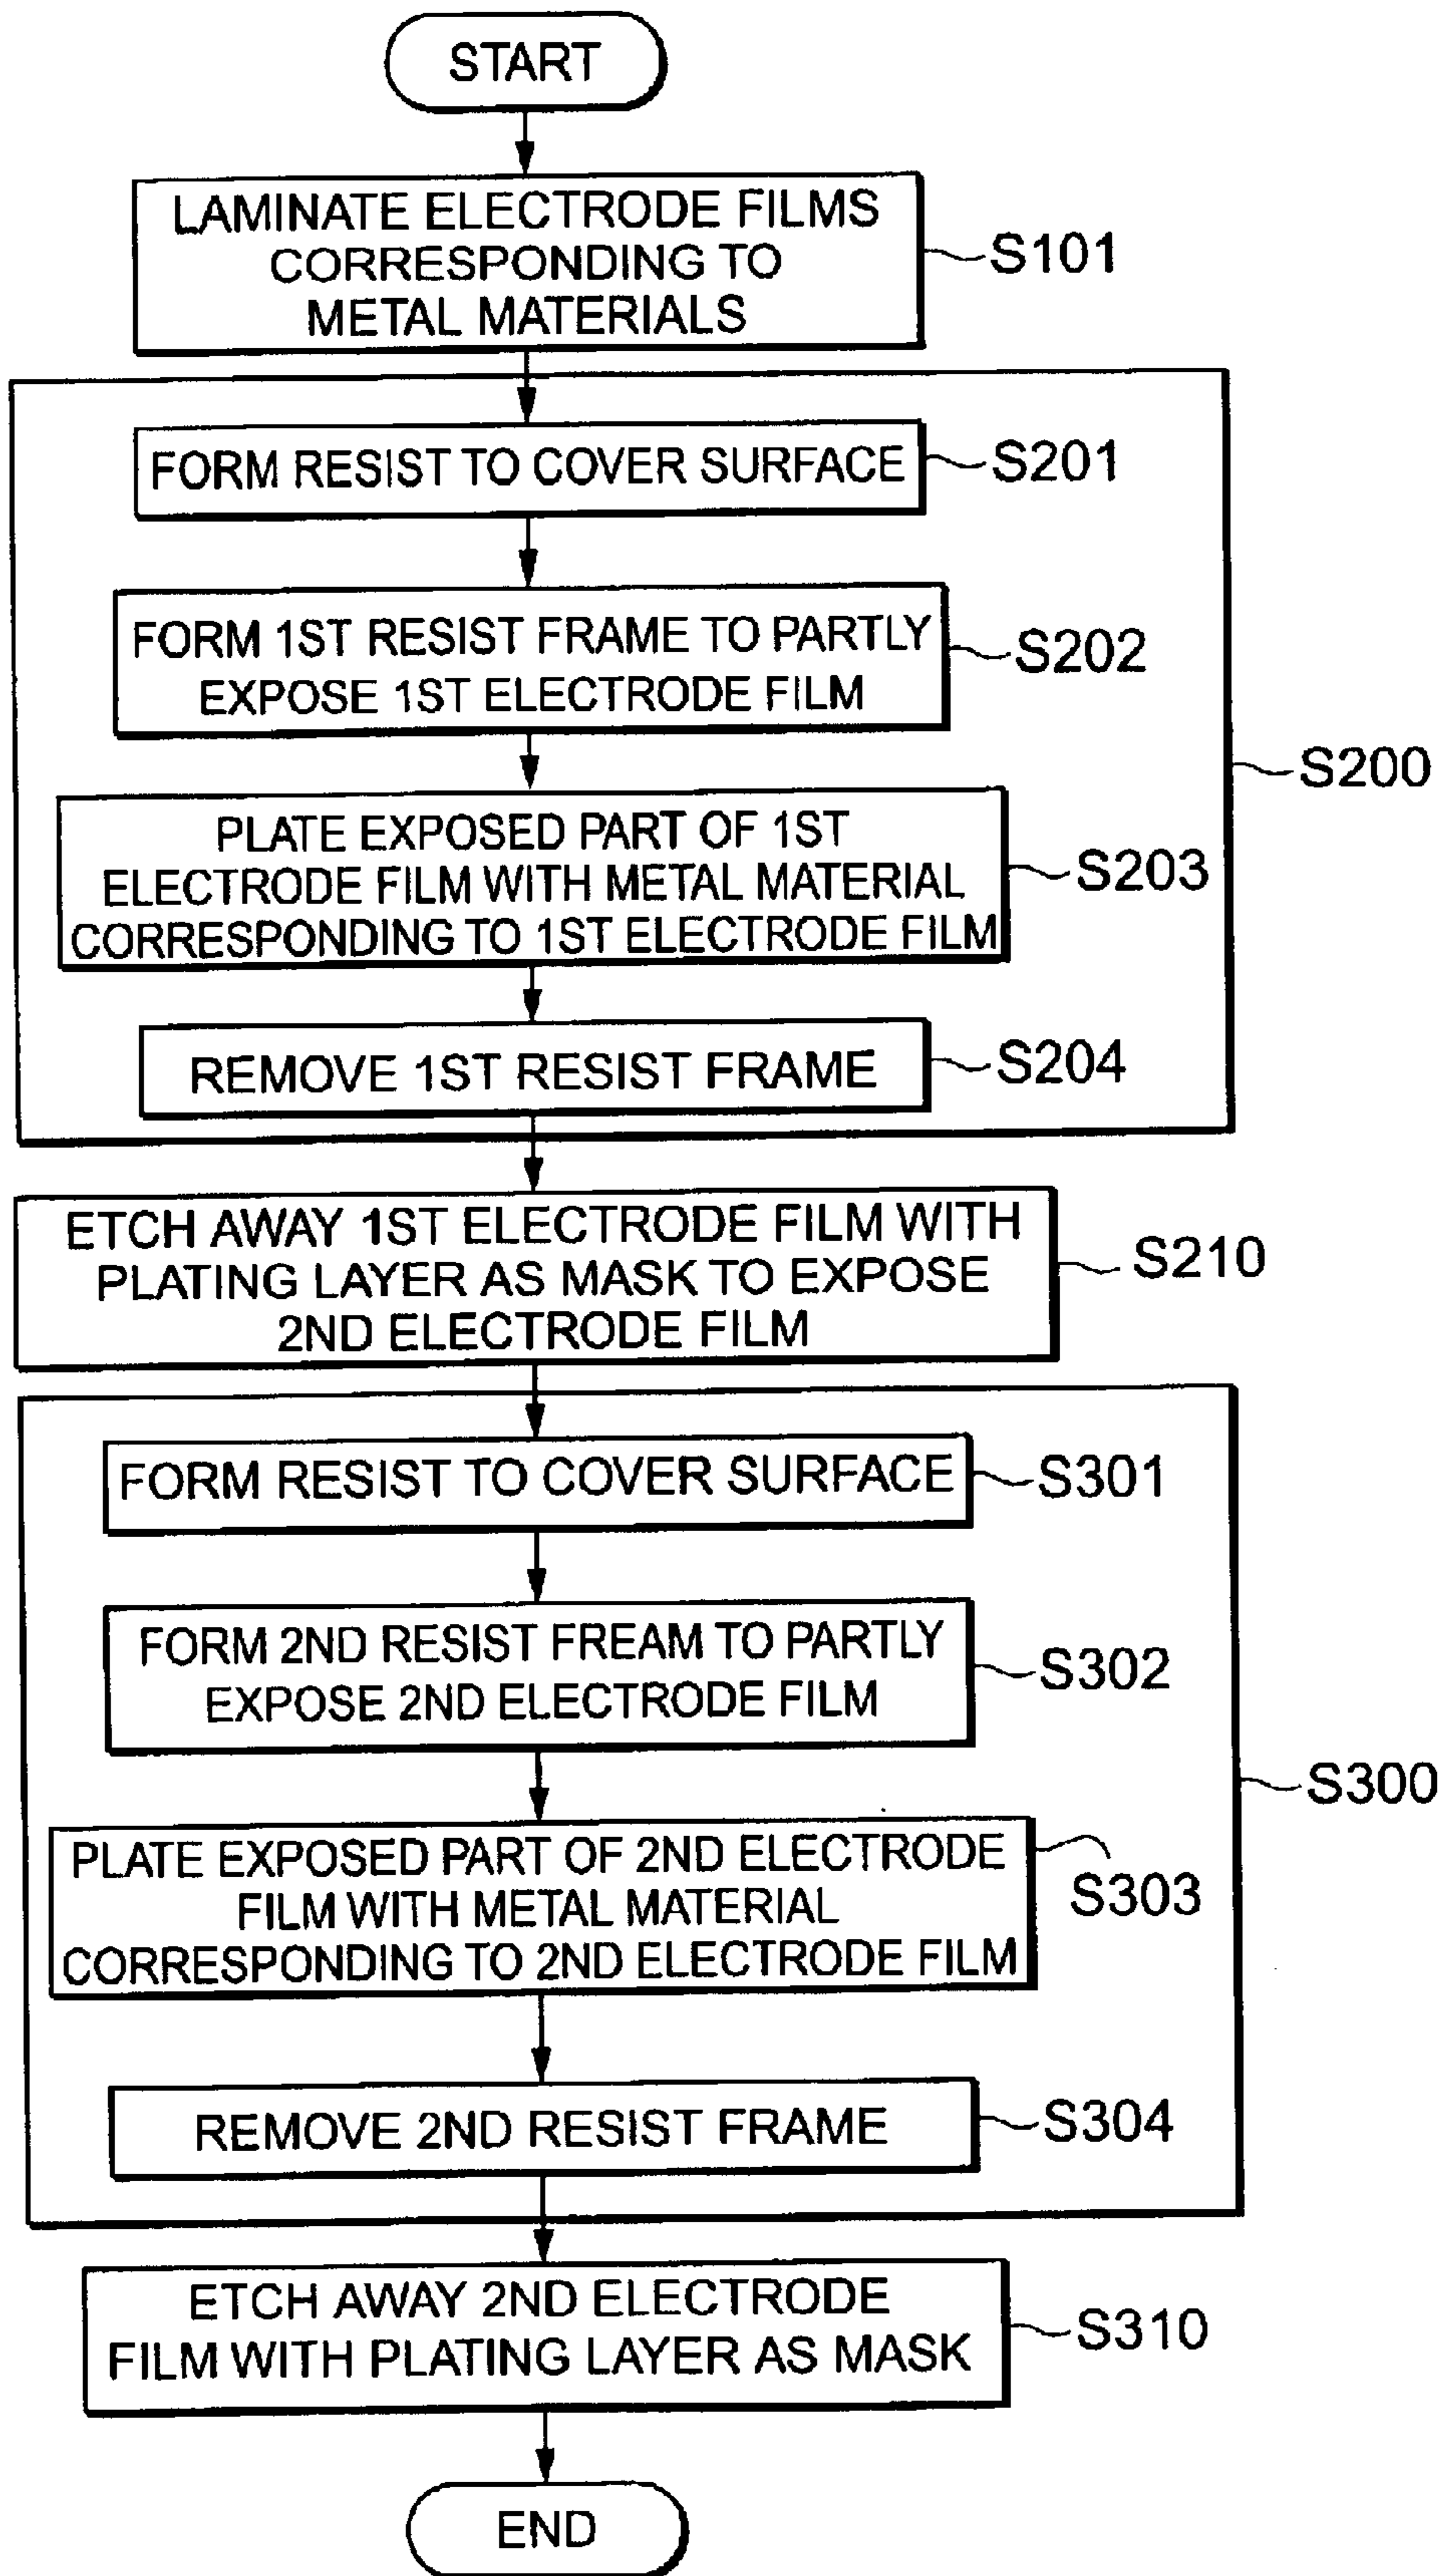 START
LAMINATE ELECTRODE FILMS
CORRESPONDING TO
METAL MATERIALS
S101
FORM RESIST TO COVER SURFACE
S201
FORM 1ST RESIST FRAME TO PARTLY
EXPOSE 1ST ELECTRODE FILM
S202
S200
PLATE EXPOSED PART OF 1ST
ELECTRODE FILM WITH METAL MATERIAL
CORRESPONDING TO 1ST ELECTRODE FILM
S203
REMOVE 1ST RESIST FRAME
S204
ETCH AWAY 1ST ELECTRODE FILM WITH
PLATING LAYER AS MASK TO EXPOSE
2ND ELECTRODE FILM
S210
FORM RESIST TO COVER SURFACE
S301
FORM 2ND RESIST FREAM TO PARTLY
EXPOSE 2ND ELECTRODE FILM
S302
S300
PLATE EXPOSED PART OF 2ND ELECTRODE
FILM WITH METAL MATERIAL
CORRESPONDING TO 2ND ELECTRODE FILM
S303
REMOVE 2ND RESIST FRAME
S304
ETCH AWAY 2ND ELECTRODE
FILM WITH PLATING LAYER AS MASK
S310
END